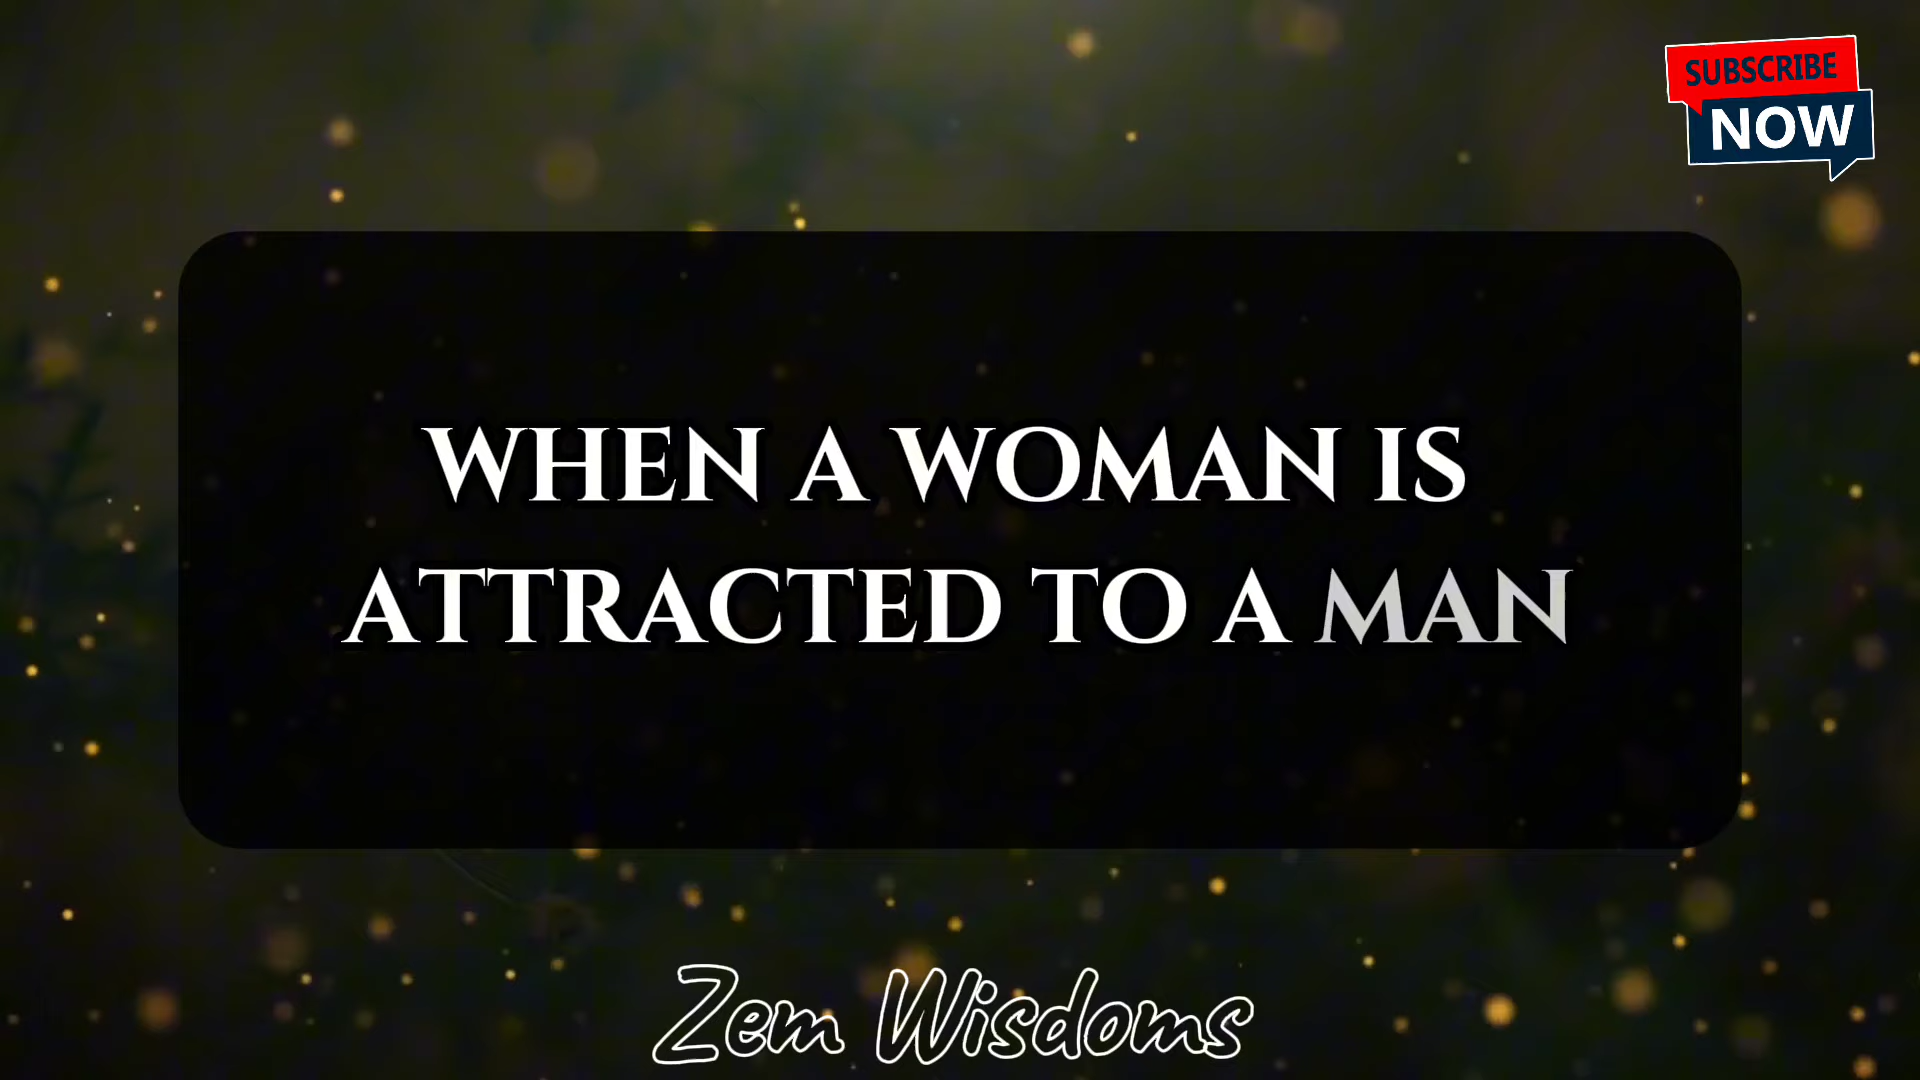 SUBSCRIBE
NOW
WHEN A WOMAN IS
ATTRACTED TO A MAN
Zem Wisdoms